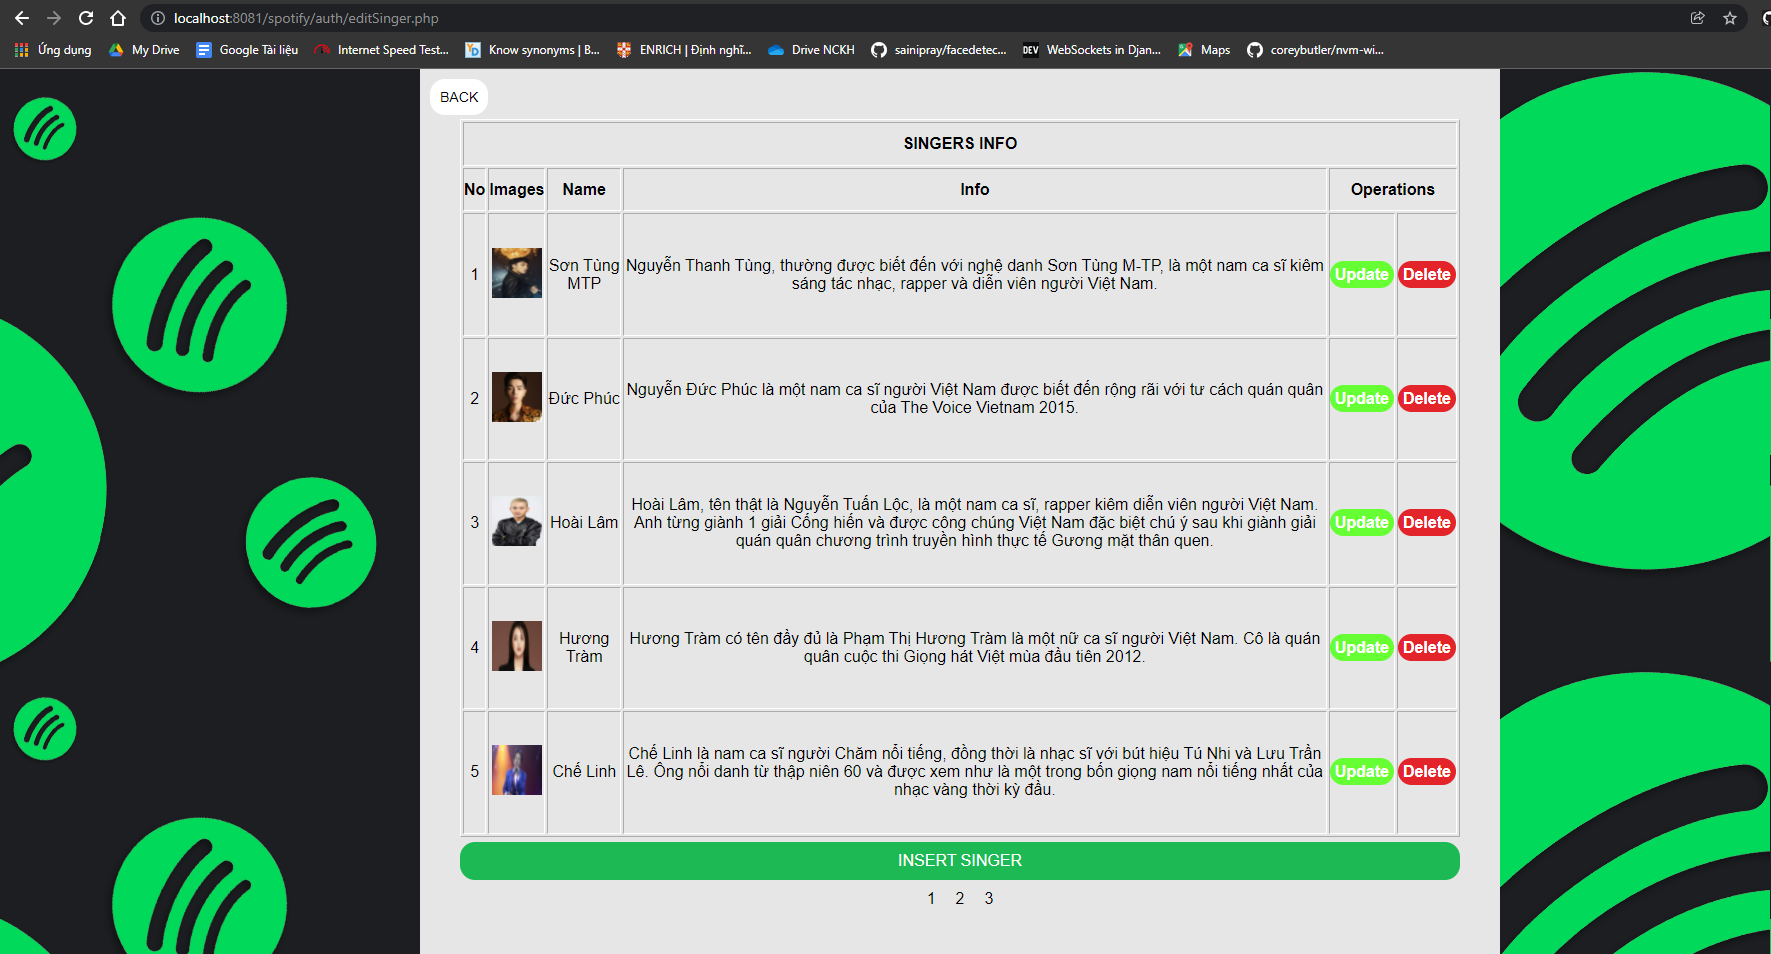 localhost:8081/spotify/auth/editSinger.php
Ứng dụng My Drive Google Tài liệu Internet Speed Test... Know synonyms | B... ENRICH | Định nghĩ... Drive NCKH sainipray/facedetec... DEV WebSockets in Djan... Maps coreybutler/nvm-wi...
BACK
SINGERS INFO
No Images Name Info Operations
1
Sơn Tùng
MTP
Nguyễn Thanh Tùng, thường được biết đến với nghệ danh Sơn Tùng M-TP, là một nam ca sĩ kiêm
sáng tác nhạc, rapper và diễn viên người Việt Nam.
Update Delete
2
Đức Phúc
Nguyễn Đức Phúc là một nam ca sĩ người Việt Nam được biết đến rộng rãi với tư cách quán quân
của The Voice Vietnam 2015.
Update Delete
3
Hoài Lâm
Hoài Lâm, tên thật là Nguyễn Tuấn Lộc, là một nam ca sĩ, rapper kiêm diễn viên người Việt Nam.
Anh từng giành 1 giải Cống hiến và được công chúng Việt Nam đặc biệt chú ý sau khi giành giải
quán quân chương trình truyền hình thực tế Gương mặt thân quen.
Update Delete
4
Hương
Tràm
Hương Tràm có tên đầy đủ là Phạm Thị Hương Tràm là một nữ ca sĩ người Việt Nam. Cô là quán
quân cuộc thi Giọng hát Việt mùa đầu tiên 2012.
Update Delete
5
Chế Linh
Chế Linh là nam ca sĩ người Chăm nổi tiếng, đồng thời là nhạc sĩ với bút hiệu Tú Nhi và Lưu Trần
Lê. Ông nổi danh từ thập niên 60 và được xem như là một trong bốn giọng nam nổi tiếng nhất của
nhạc vàng thời kỳ đầu.
Update Delete
INSERT SINGER
1 2 3